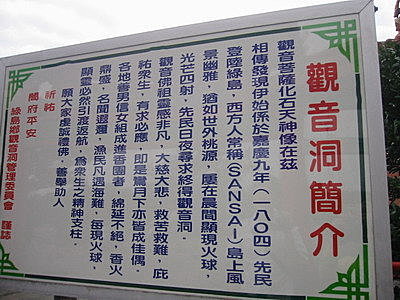 觀音洞簡介
觀音菩薩化石天神像在茲
相傳發現伊始係於嘉慶九年(一八〇四)先民
登陸綠島,西方人常稱(SANSAI)島上風
景幽雅,猶如世外桃源,屢在晨間顯現火球,
光芒四射,先民日夜尋求終得觀音洞。
觀音佛祖靈感非凡,大慈大悲,救苦救難,庇
祐衆生,有求必應,即是鴛月下亦皆成佳偶。
各地善男信女組成進香團者,綿延不絕,香火
鼎盛,名聞遐邇,漁民凡遇海難,每現火球,
顯靈必然引渡返航,為衆生之精神支柱.
願大家虔誠禮佛,善舉助人
祈祐
閤府平安
綠島鄉觀音洞管理委員會 謹誌